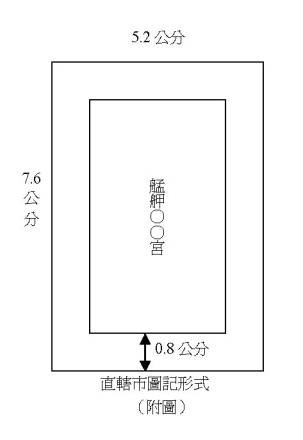 5.2 公分
7.6
公
分
艋舺○○宮
0.8 公分
直轄市圖記形式
（附圖）